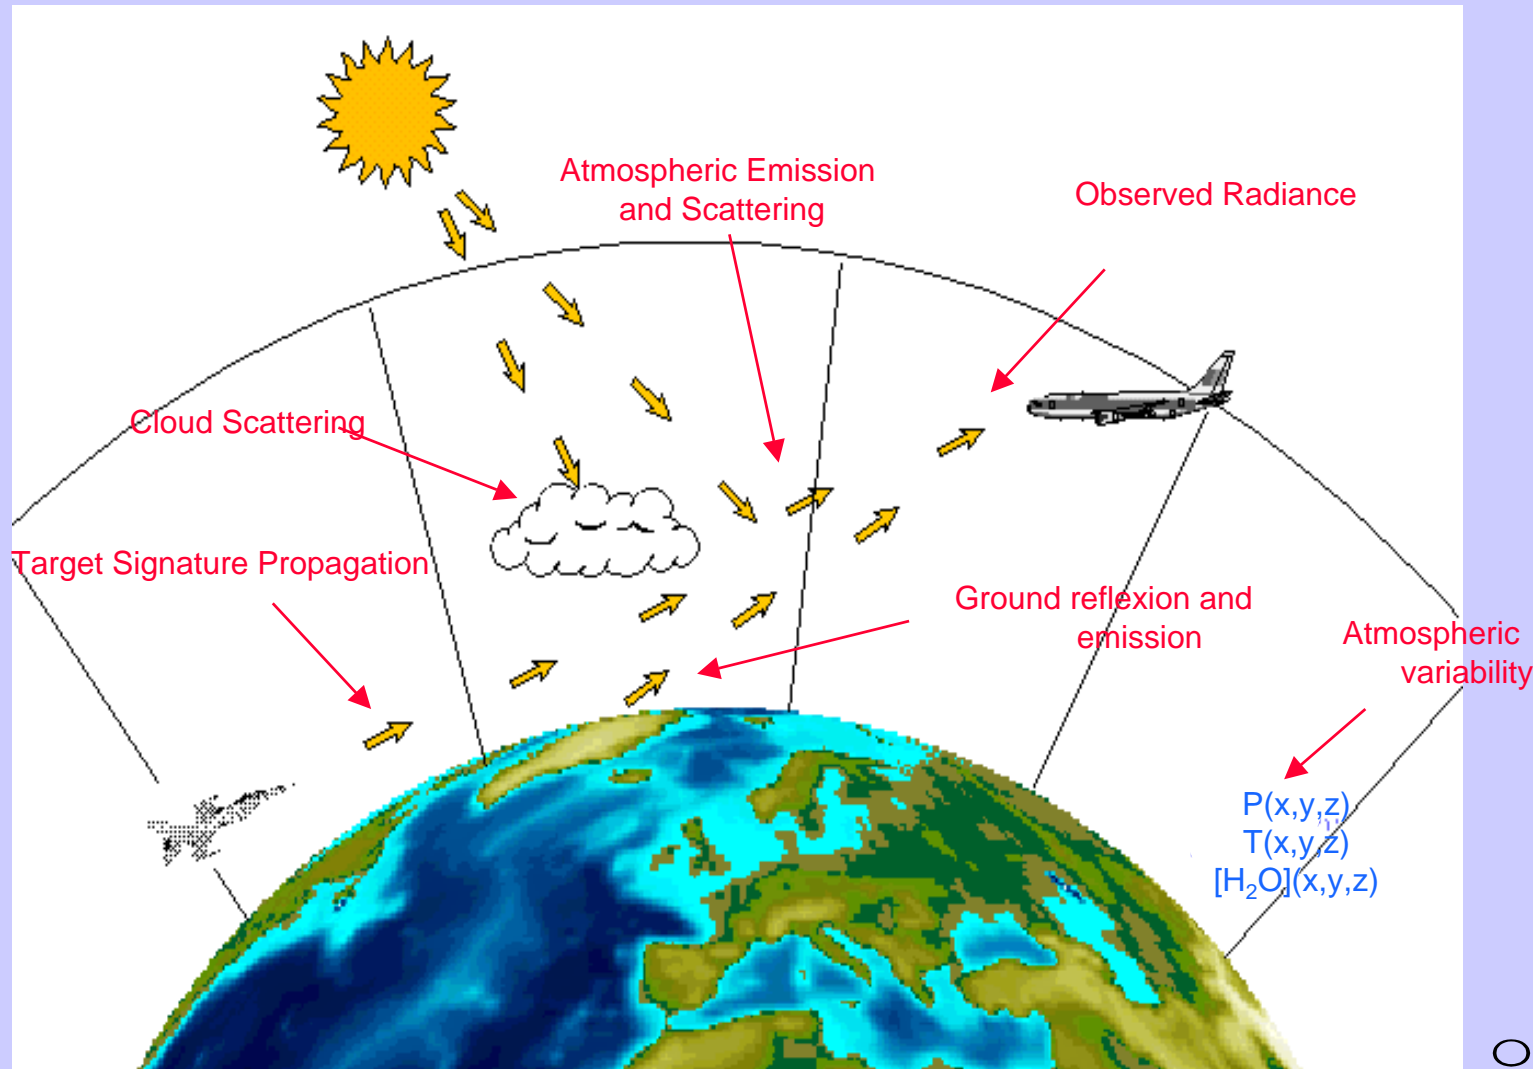 Atmospheric Emission
and Scattering
Observed Radiance
Cloud Scattering
Target Signature Propagation
Ground reflexion and
emission
Atmospheric
variability
P(x,y,z)
T(x,y,z)
[H₂O](x,y,z)